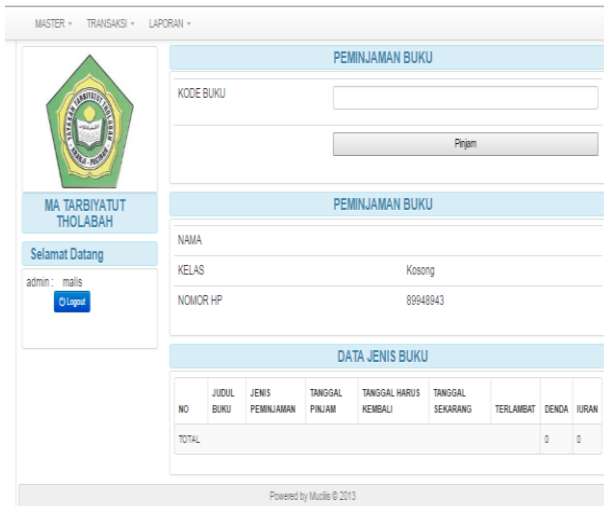 MASTER TRANSAKSI LAPORAN
MA TARBIYATUT
THOLABAH
Selamat Datang
admin : malis
Logout
PEMINJAMAN BUKU
KODE BUKU
Pinjam
PEMINJAMAN BUKU
NAMA
KELAS Kosong
NOMOR HP 89948943
DATA JENIS BUKU
NO JUDUL BUKU JENIS PEMINJAMAN TANGGAL PINJAM TANGGAL HARUS KEMBALI TANGGAL SEKARANG TERLAMBAT DENDA IURAN
TOTAL 0 0
Powered by Muclis © 2013